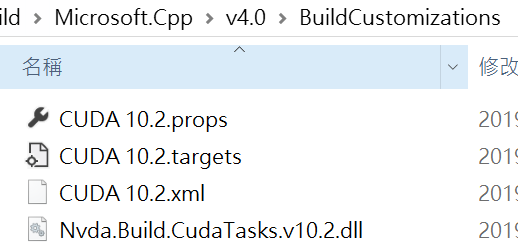 ild > Microsoft.Cpp > v4.0 > BuildCustomizations
名稱 修改
CUDA 10.2.props 2019
CUDA 10.2.targets 2019
CUDA 10.2.xml 2019
Nvda.Build.CudaTasks.v10.2.dll 2019